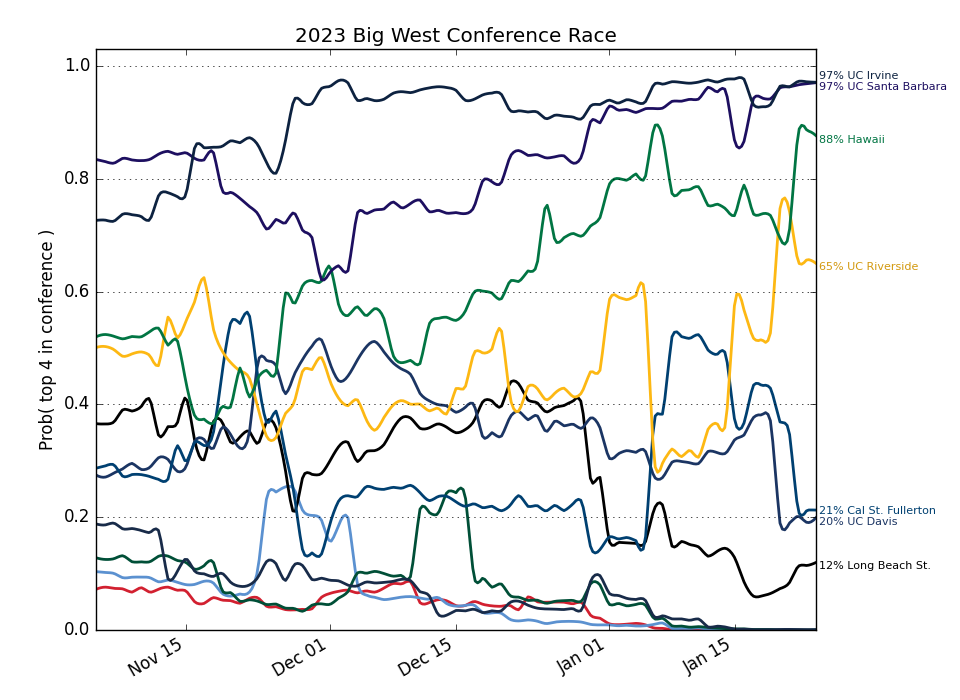 2023 Big West Conference Race
Prob( top 4 in conference )
1.0
0.8
0.6
0.4
0.2
0.0
Nov 15
Dec 01
Dec 15
Jan 01
Jan 15
97% UC Irvine
97% UC Santa Barbara
88% Hawaii
65% UC Riverside
21% Cal St. Fullerton
20% UC Davis
12% Long Beach St.